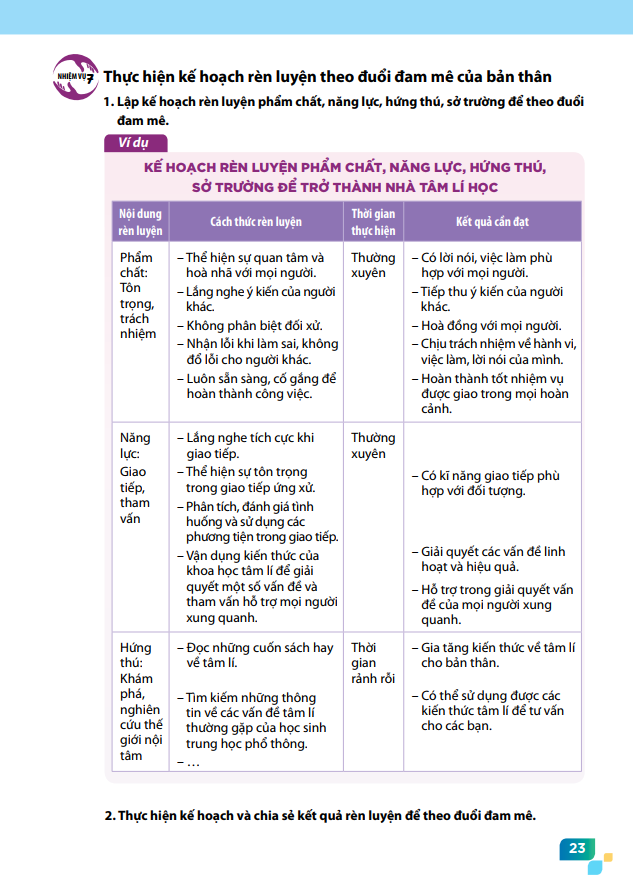 NHIỆM VỤ 7
Thực hiện kế hoạch rèn luyện theo đuổi đam mê của bản thân
1. Lập kế hoạch rèn luyện phẩm chất, năng lực, hứng thú, sở trường để theo đuổi
đam mê.
Ví dụ
KẾ HOẠCH RÈN LUYỆN PHẨM CHẤT, NĂNG LỰC, HỨNG THÚ,
SỞ TRƯỜNG ĐỂ TRỞ THÀNH NHÀ TÂM LÍ HỌC
Nội dung
rèn luyện
Cách thức rèn luyện
Thời gian
thực hiện
Kết quả cần đạt
Phẩm
chất:
Tôn
trọng,
trách
nhiệm
– Thể hiện sự quan tâm và
hoà nhã với mọi người.
– Lắng nghe ý kiến của người
khác.
– Không phân biệt đối xử.
– Nhận lỗi khi làm sai, không
đổ lỗi cho người khác.
– Luôn sẵn sàng, cố gắng để
hoàn thành công việc.
Thường
xuyên
– Có lời nói, việc làm phù
hợp với mọi người.
– Tiếp thu ý kiến của người
khác.
– Hoà đồng với mọi người.
– Chịu trách nhiệm về hành vi,
việc làm, lời nói của mình.
– Hoàn thành tốt nhiệm vụ
được giao trong mọi hoàn
cảnh.
Năng
lực:
Giao
tiếp,
tham
vấn
– Lắng nghe tích cực khi
giao tiếp.
– Thể hiện sự tôn trọng
trong giao tiếp ứng xử.
– Phân tích, đánh giá tình
huống và sử dụng các
phương tiện trong giao tiếp.
– Vận dụng kiến thức của
khoa học tâm lí để giải
quyết một số vấn đề và
tham vấn hỗ trợ mọi người
xung quanh.
Thường
xuyên
– Có kĩ năng giao tiếp phù
hợp với đối tượng.
– Giải quyết các vấn đề linh
hoạt và hiệu quả.
– Hỗ trợ trong giải quyết vấn
đề của mọi người xung
quanh.
Hứng
thú:
Khám
phá,
nghiên
cứu thế
giới nội
tâm
– Đọc những cuốn sách hay
về tâm lí.
– Tìm kiếm những thông
tin về các vấn đề tâm lí
thường gặp của học sinh
trung học phổ thông.
– …
Thời
gian
rảnh rỗi
– Gia tăng kiến thức về tâm lí
cho bản thân.
– Có thể sử dụng được các
kiến thức tâm lí để tư vấn
cho các bạn.
2. Thực hiện kế hoạch và chia sẻ kết quả rèn luyện để theo đuổi đam mê.
23